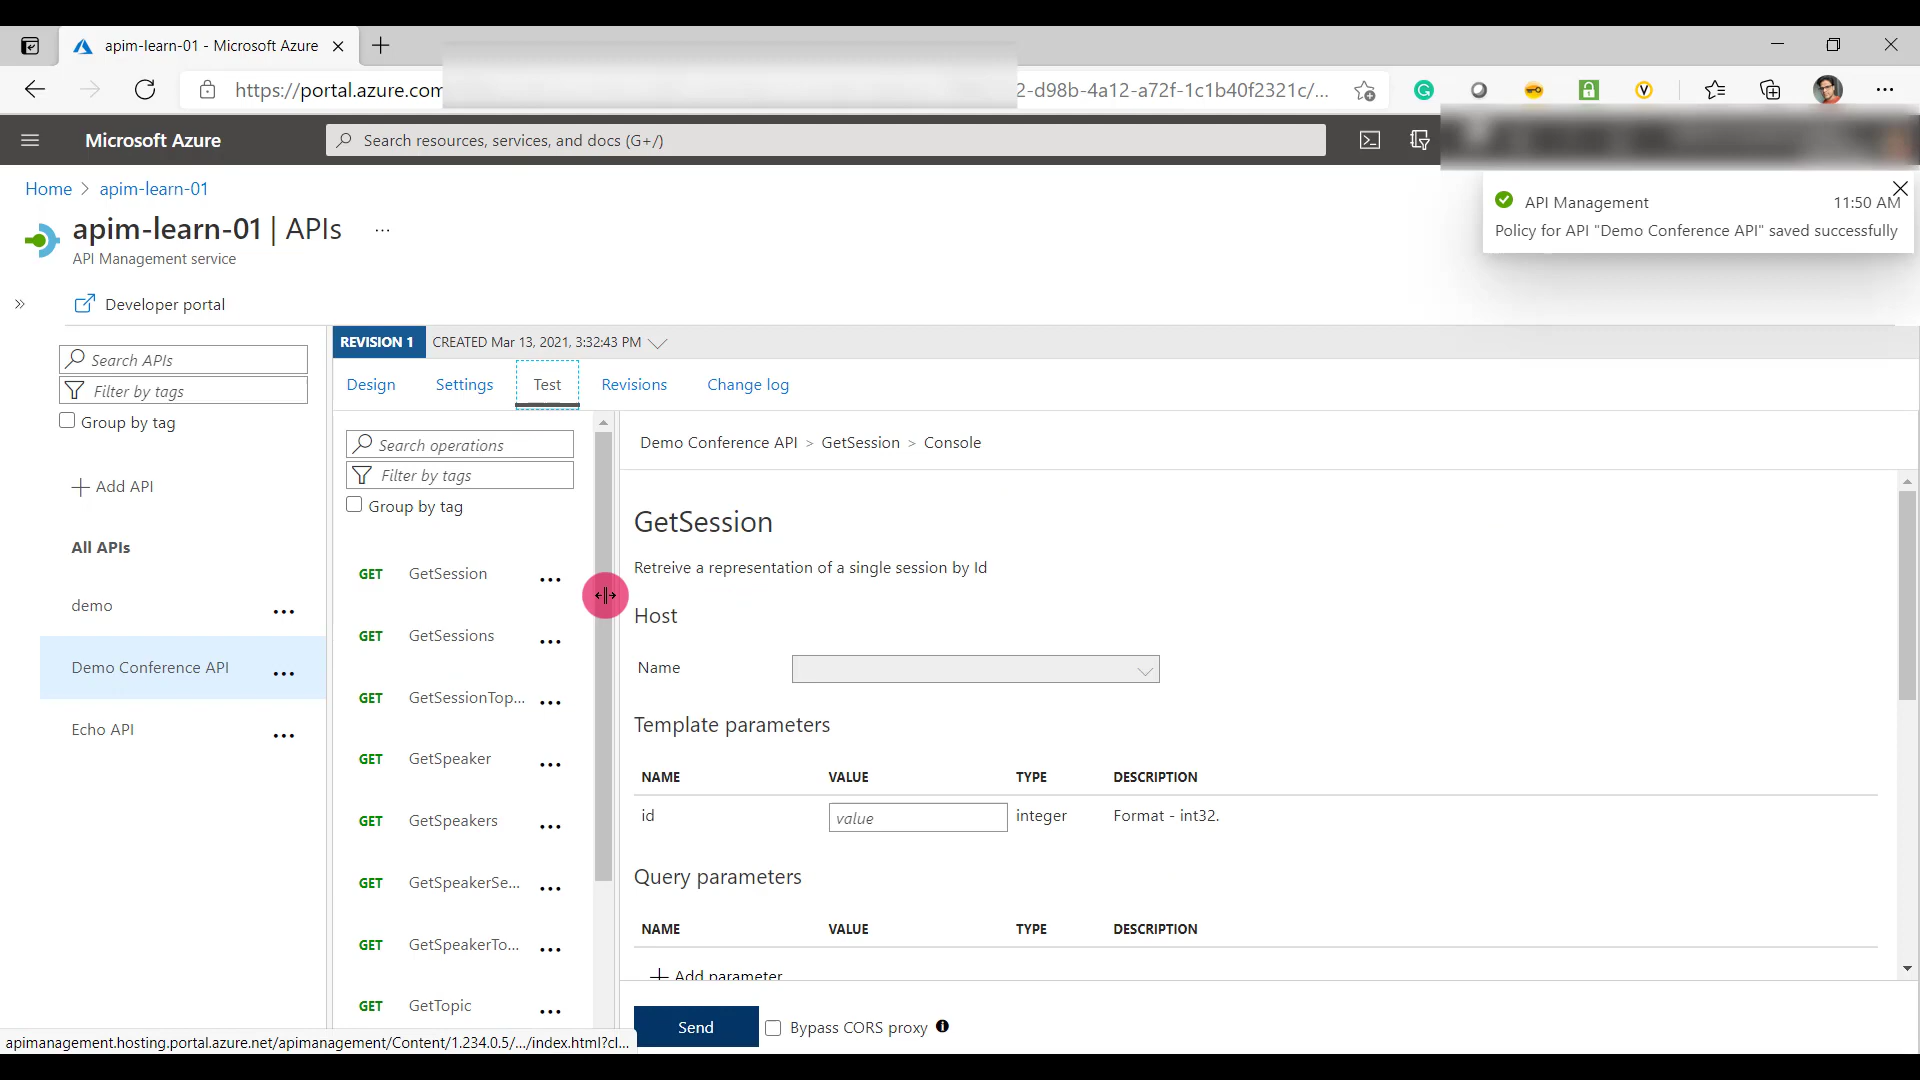 apim-learn-01 - Microsoft Azure
https://portal.azure.com
2-d98b-4a12-a72f-1c1b40f2321c/...
Microsoft Azure
Search resources, services, and docs (G+/)
Home > apim-learn-01
apim-learn-01 | APIs ...
API Management service
API Management 11:50 AM
Policy for API "Demo Conference API" saved successfully
Developer portal
REVISION 1 CREATED Mar 13, 2021, 3:32:43 PM
Search APIs
Filter by tags
Group by tag
Add API
All APIs
demo
Demo Conference API
Echo API
Design Settings Test Revisions Change log
Search operations
Filter by tags
Group by tag
GET GetSession
GET GetSessions
GET GetSessionTop...
GET GetSpeaker
GET GetSpeakers
GET GetSpeakerSe...
GET GetSpeakerTo...
GET GetTopic
Demo Conference API > GetSession > Console
GetSession
Retreive a representation of a single session by Id
Host
Name
Template parameters
NAME VALUE TYPE DESCRIPTION
id value integer Format - int32.
Query parameters
NAME VALUE TYPE DESCRIPTION
Add parameter
Send Bypass CORS proxy
apimanagement.hosting.portal.azure.net/apimanagement/Content/1.234.0.5/.../index.html?cl...